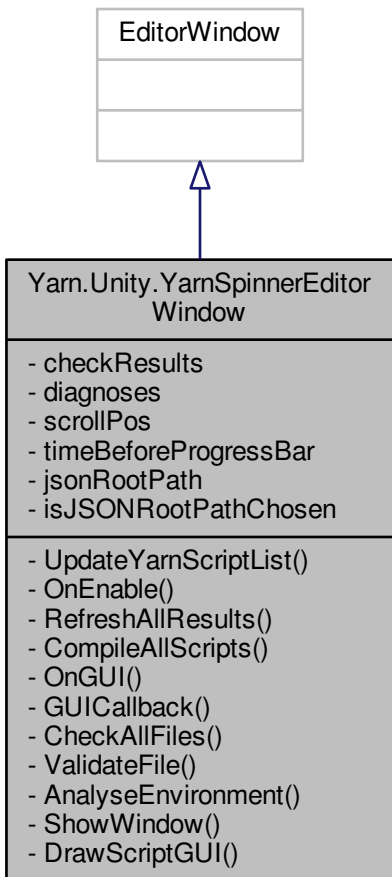 EditorWindow
Yarn.Unity.YarnSpinnerEditor
Window
- checkResults
- diagnoses
- scrollPos
- timeBeforeProgressBar
- jsonRootPath
- isJSONRootPathChosen
- UpdateYarnScriptList()
- OnEnable()
- RefreshAllResults()
- CompileAllScripts()
- OnGUI()
- GUICallback()
- CheckAllFiles()
- ValidateFile()
- AnalyseEnvironment()
- ShowWindow()
- DrawScriptGUI()